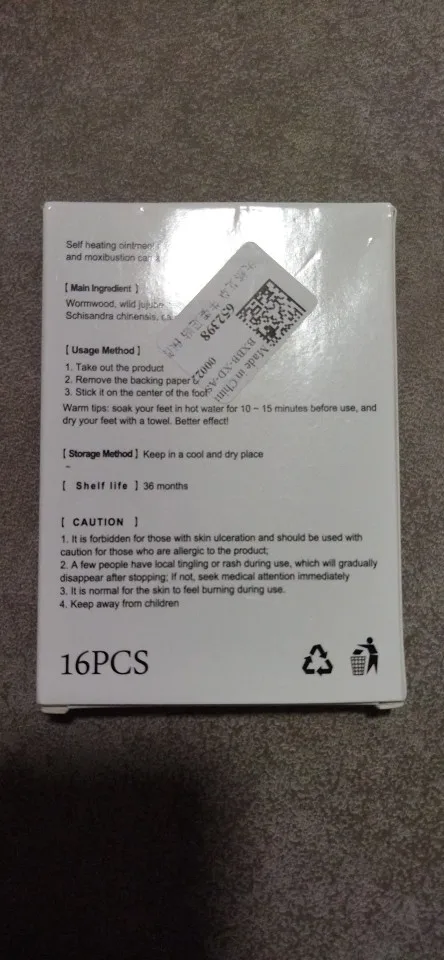 Self heating ointment
and moxibustion can
[ Main Ingredient ]
Wormwood, wild jujube
Schisandra chinensis,
[ Usage Method ]
1. Take out the product
2. Remove the backing paper
3. Stick it on the center of the foot
Warm tips: soak your feet in hot water for 10 ~ 15 minutes before use, and
dry your feet with a towel. Better effect!
[ Storage Method ] Keep in a cool and dry place
~
[ Shelf life ] 36 months
[ CAUTION ]
1. It is forbidden for those with skin ulceration and should be used with
caution for those who are allergic to the product;
2. A few people have local tingling or rash during use, which will gradually
disappear after stopping; If not, seek medical attention immediately
3. It is normal for the skin to feel burning during use.
4. Keep away from children
16PCS
652398
BXBH-XD-A
Made in China